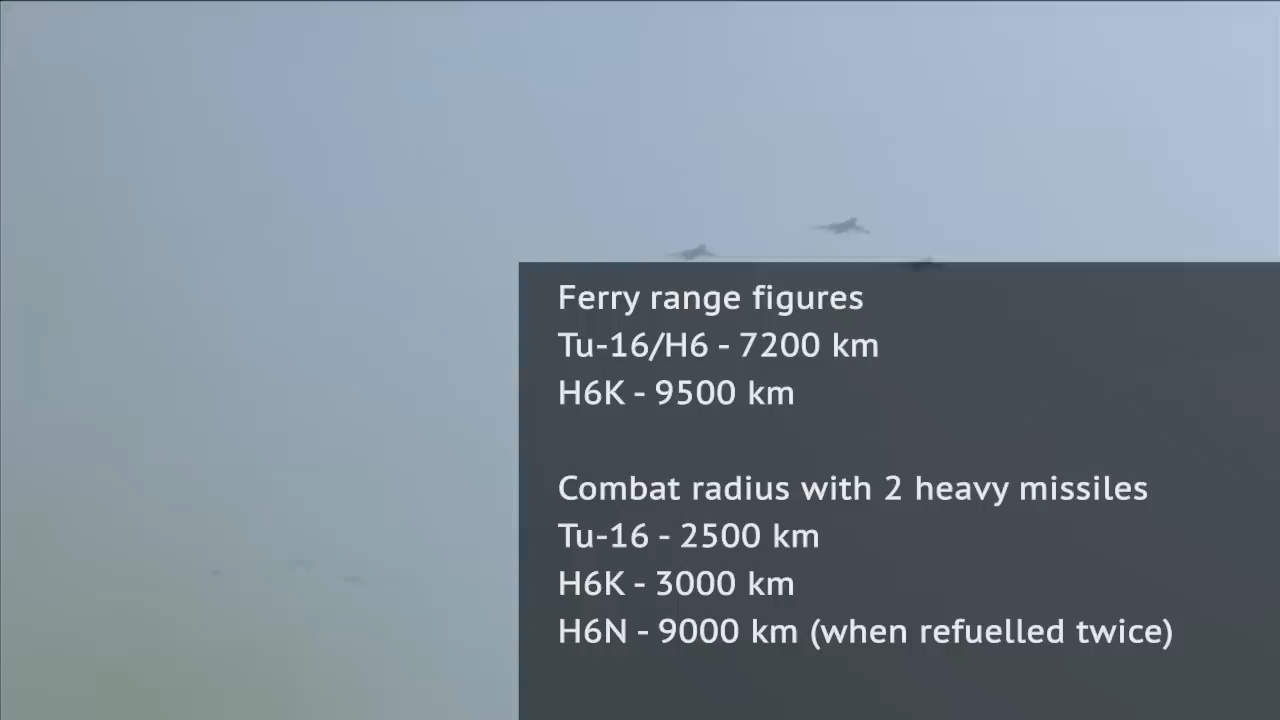 Ferry range figures
Tu-16/H6 - 7200 km
H6K - 9500 km
Combat radius with 2 heavy missiles
Tu-16 - 2500 km
H6K - 3000 km
H6N - 9000 km (when refuelled twice)